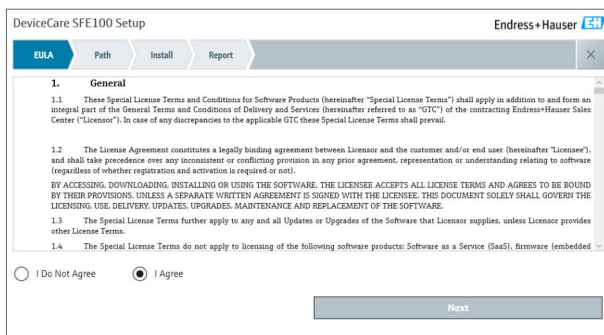 DeviceCare SFE100 Setup
Endress+Hauser EH
EULA Path Install Report
1. General
1.1 These Special License Terms and Conditions for Software Products (hereinafter "Special License Terms") shall apply in addition to and form an
integral part of the General Terms and Conditions of Delivery and Services (hereinafter referred to as "GTC") of the contracting Endress+Hauser Sales
Center ("Licensor"). In case of any discrepancies to the applicable GTC these Special License Terms shall prevail.
1.2 The License Agreement constitutes a legally binding agreement between Licensor and the customer and/or end user (hereinafter "Licensee"),
and shall take precedence over any inconsistent or conflicting provision in any prior agreement, representation or understanding relating to software
(regardless of whether registration and activation is required or not).
BY ACCESSING, DOWNLOADING, INSTALLING OR USING THE SOFTWARE, THE LICENSEE ACCEPTS ALL LICENSE TERMS AND AGREES TO BE BOUND
BY THEIR PROVISIONS. UNLESS A SEPARATE WRITTEN AGREEMENT IS SIGNED WITH THE LICENSEE, THIS DOCUMENT SOLELY SHALL GOVERN THE
LICENSING, USE, DELIVERY, UPDATES, UPGRADES, MAINTENANCE AND REPLACEMENT OF THE SOFTWARE.
1.3 The Special License Terms further apply to any and all Updates or Upgrades of the Software that Licensor supplies, unless Licensor provides
other License Terms.
1.4 The Special License Terms do not apply to licensing of the following software products: Software as a Service (SaaS), firmware (embedded
I Do Not Agree I Agree
Next